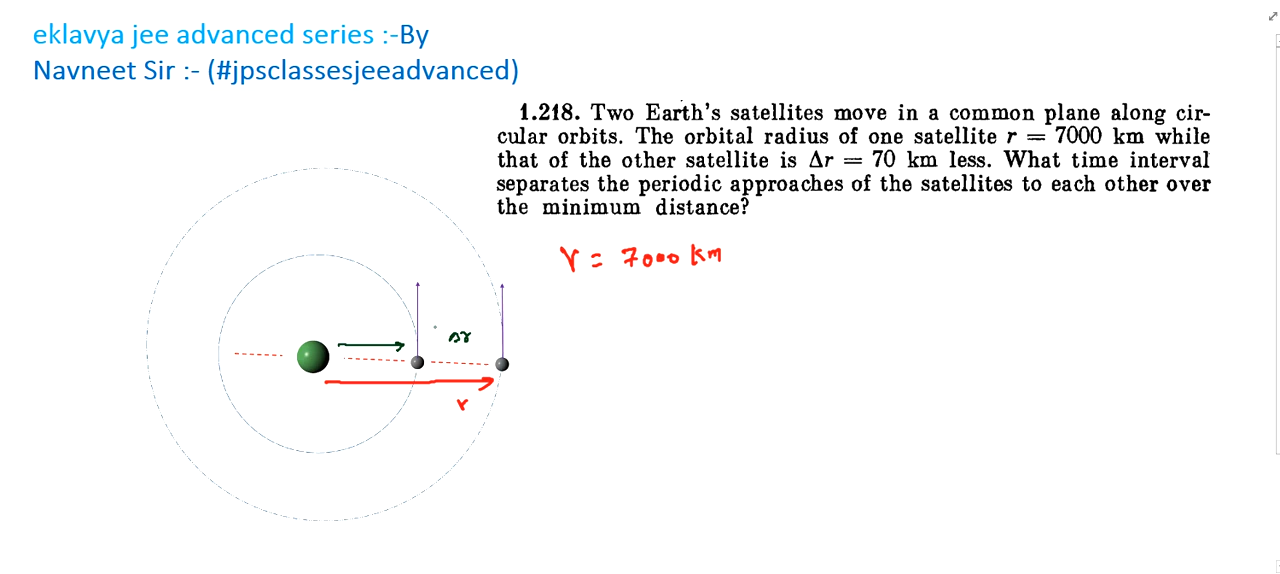 eklavya jee advanced series :-By
Navneet Sir :- (#jpsclassesjeeadvanced)
1.218. Two Earth's satellites move in a common plane along cir-
cular orbits. The orbital radius of one satellite r = 7000 km while
that of the other satellite is Δr = 70 km less. What time interval
separates the periodic approaches of the satellites to each other over
the minimum distance?
r = 7000 km
Δr
r